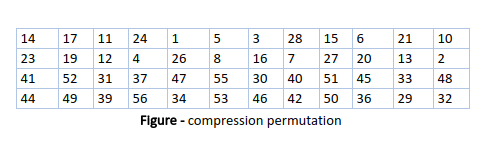 14 17 11 24 1 5 3 28 15 6 21 10
23 19 12 4 26 8 16 7 27 20 13 2
41 52 31 37 47 55 30 40 51 45 33 48
44 49 39 56 34 53 46 42 50 36 29 32
Figure - compression permutation